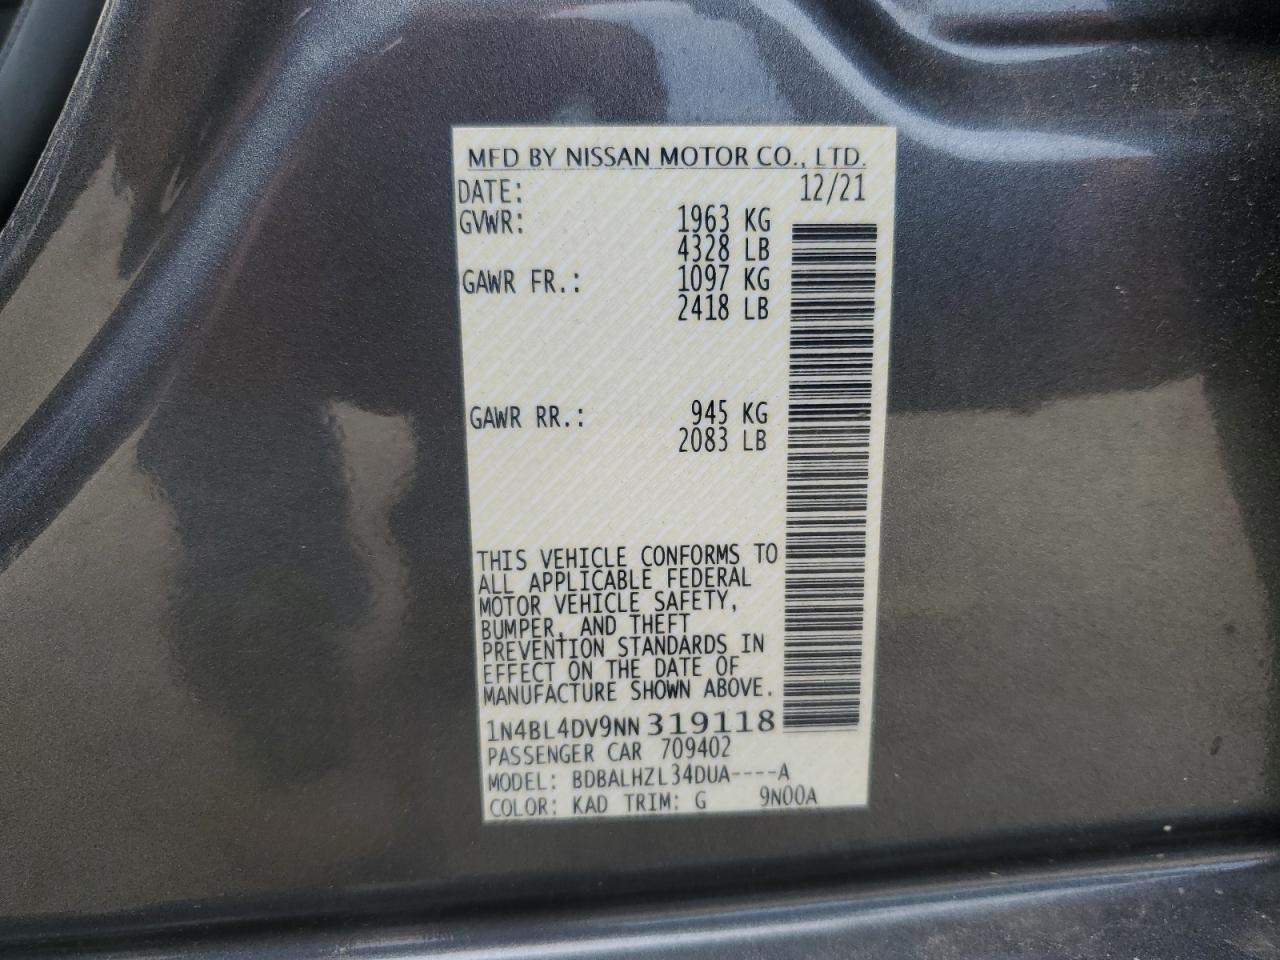 MFD BY NISSAN MOTOR CO., LTD.
DATE: 12/21
GVWR: 1963 KG
4328 LB
GAWR FR.: 1097 KG
2418 LB
GAWR RR.: 945 KG
2083 LB
THIS VEHICLE CONFORMS TO
ALL APPLICABLE FEDERAL
MOTOR VEHICLE SAFETY,
BUMPER, AND THEFT
PREVENTION STANDARDS IN
EFFECT ON THE DATE OF
MANUFACTURE SHOWN ABOVE.
1N4BL4DV9NN319118
PASSENGER CAR 709402
MODEL: BDBALHZL34DUA----A
COLOR: KAD TRIM: G 9N00A